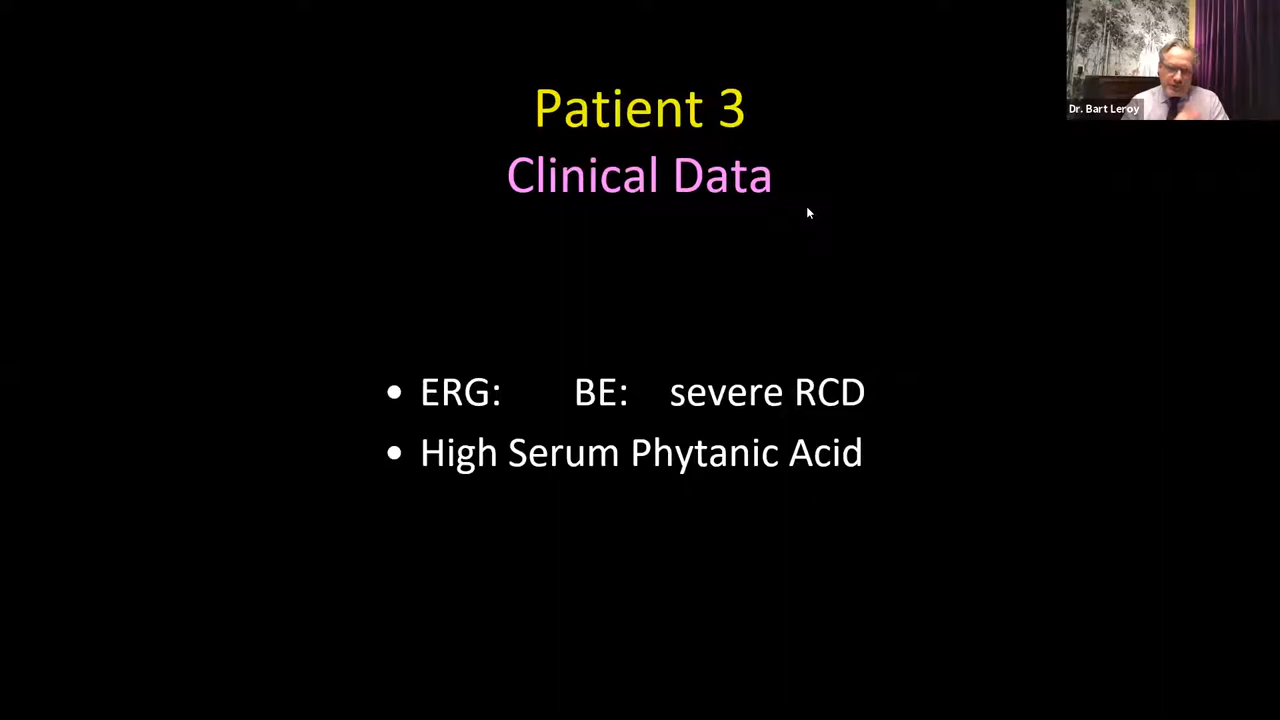 Dr. Bart Leroy
Patient 3
Clinical Data
• ERG: BE: severe RCD
• High Serum Phytanic Acid